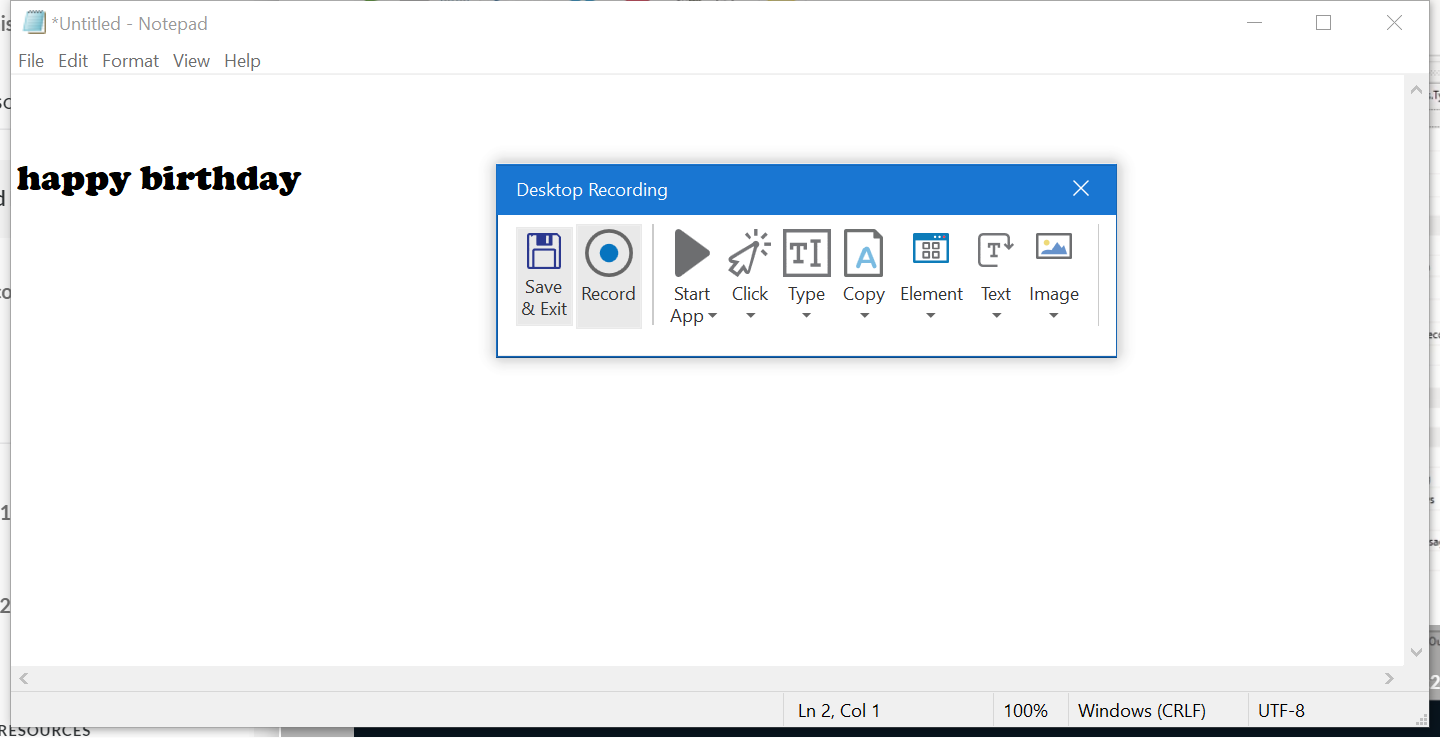 *Untitled - Notepad
File Edit Format View Help
happy birthday
Desktop Recording
Save & Exit
Record
Start App
Click
Type
Copy
Element
Text
Image
Ln 2, Col 1
100%
Windows (CRLF)
UTF-8
RESOURCES